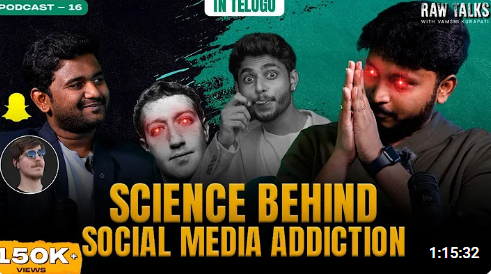 PODCAST – 16
IN TELUGU
RAW TALKS
WITH VAMSHI KURAPATI
SCIENCE BEHIND
SOCIAL MEDIA ADDICTION
150K+
VIEWS
1:15:32